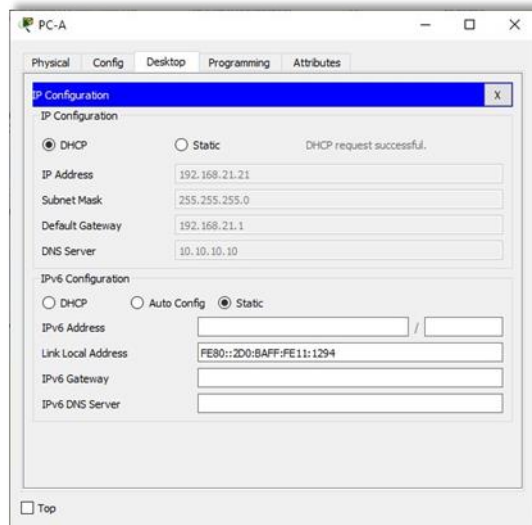 PC-A
Physical Config Desktop Programming Attributes
IP Configuration X
IP Configuration
DHCP Static DHCP request successful.
IP Address 192.168.21.21
Subnet Mask 255.255.255.0
Default Gateway 192.168.21.1
DNS Server 10.10.10.10
IPv6 Configuration
DHCP Auto Config Static
IPv6 Address /
Link Local Address FE80::2D0:BAFF:FE11:1294
IPv6 Gateway
IPv6 DNS Server
Top